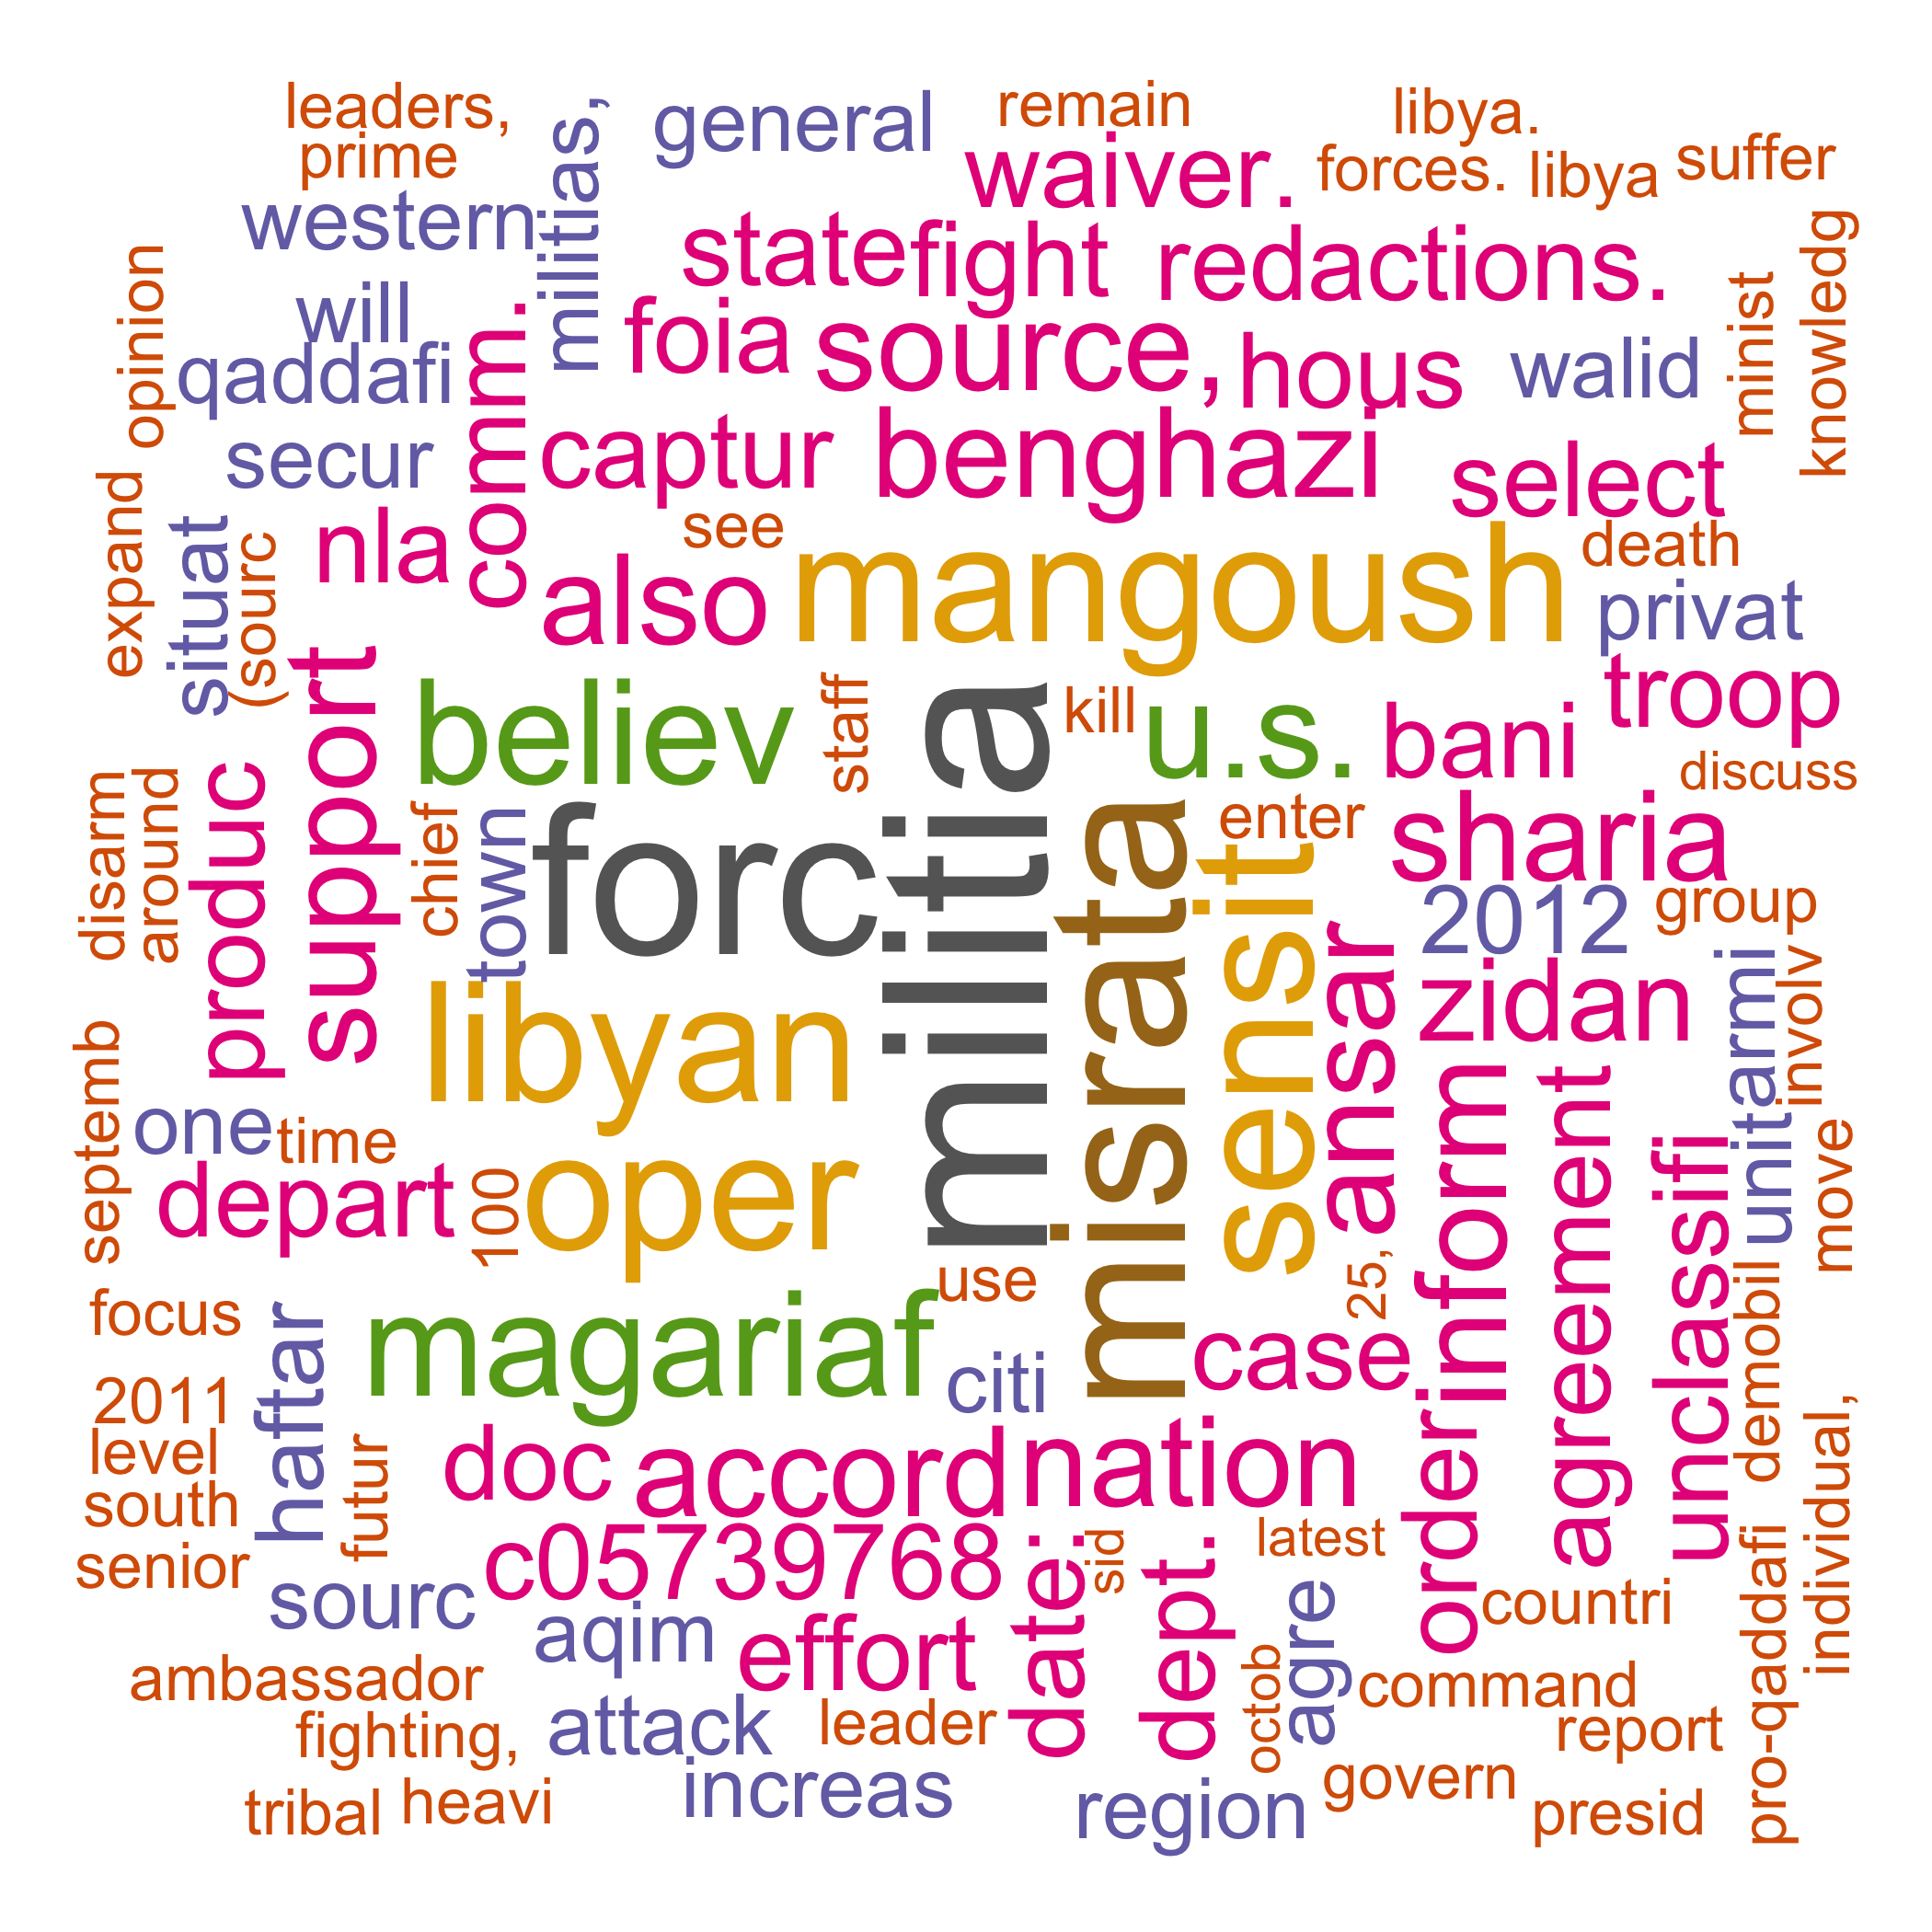 leaders,
prime
western
militias,
general
remain
waiver.
libya.
forces.
libya
suffer
opinion
will
qaddafi
comm.
state
fight
redactions.
foia
source,
hous
walid
minist
knowledg
secur
captur
benghazi
select
expand
situat
(sourc
nla
see
also
mangoush
death
privat
troop
support
believ
staff
militia
kill
u.s.
bani
discuss
disarm
around
produc
chief
town
forc
misrata
enter
sensit
sharia
2012
group
libyan
ansar
zidan
armi
involv
septemb
one
time
depart
100
oper
use
25,
inform
agreement
unclassifi
unit
move
focus
haftar
magariaf
citi
case
order
demobil
2011
level
south
senior
futur
doc
accord
nation
individual,
sourc
c05739768
date:
sid
dept.
latest
countri
pro-qaddafi
ambassador
aqim
effort
octob
agre
command
fighting,
attack
leader
report
tribal
heavi
increas
region
govern
presid